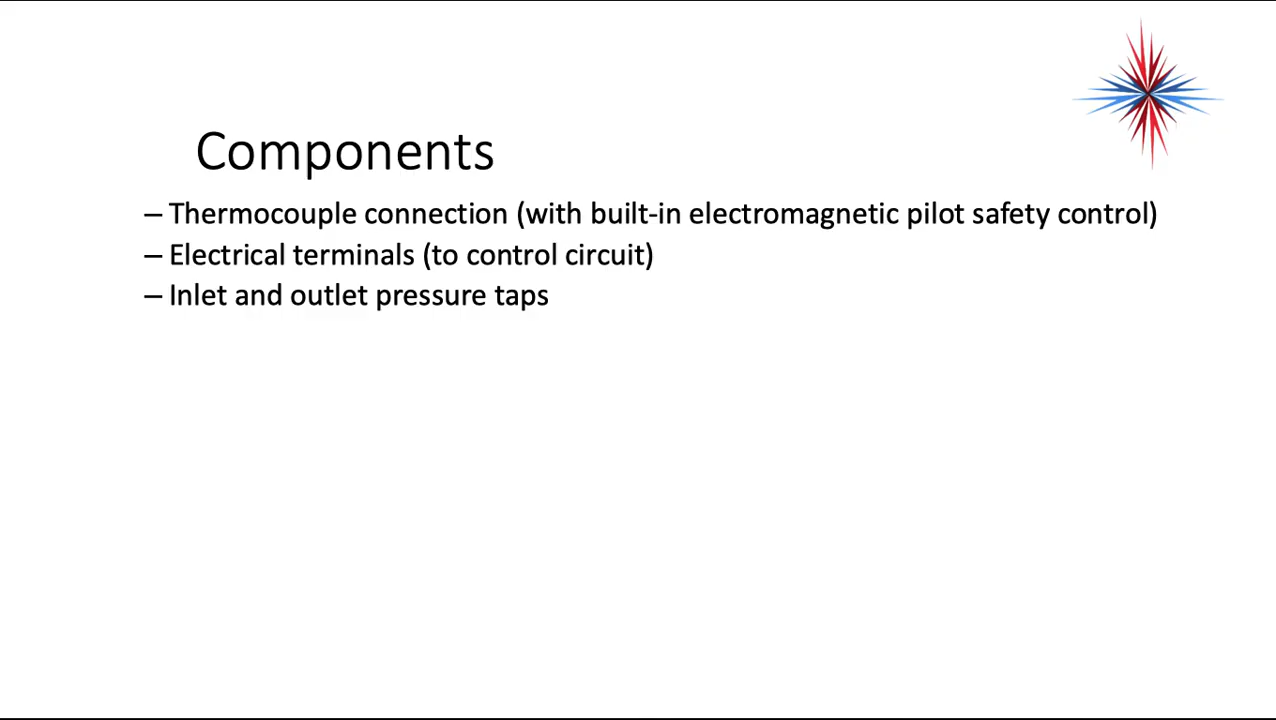 Components
– Thermocouple connection (with built-in electromagnetic pilot safety control)
– Electrical terminals (to control circuit)
– Inlet and outlet pressure taps